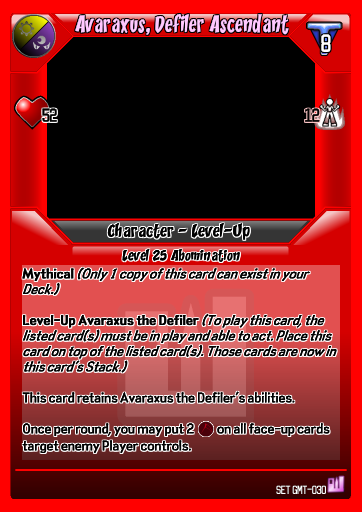 Avaraxus, Defiler Ascendant
8
52
12
Character - Level-Up
Level 25 Abomination
Mythical (Only 1 copy of this card can exist in your
Deck.)
Level-Up Avaraxus the Defiler (To play this card, the
listed card(s) must be in play and able to act. Place this
card on top of the listed card(s). Those cards are now in
this card's Stack.)
This card retains Avaraxus the Defiler's abilities.
Once per round, you may put 2 on all face-up cards
target enemy Player controls.
SET GMT-030